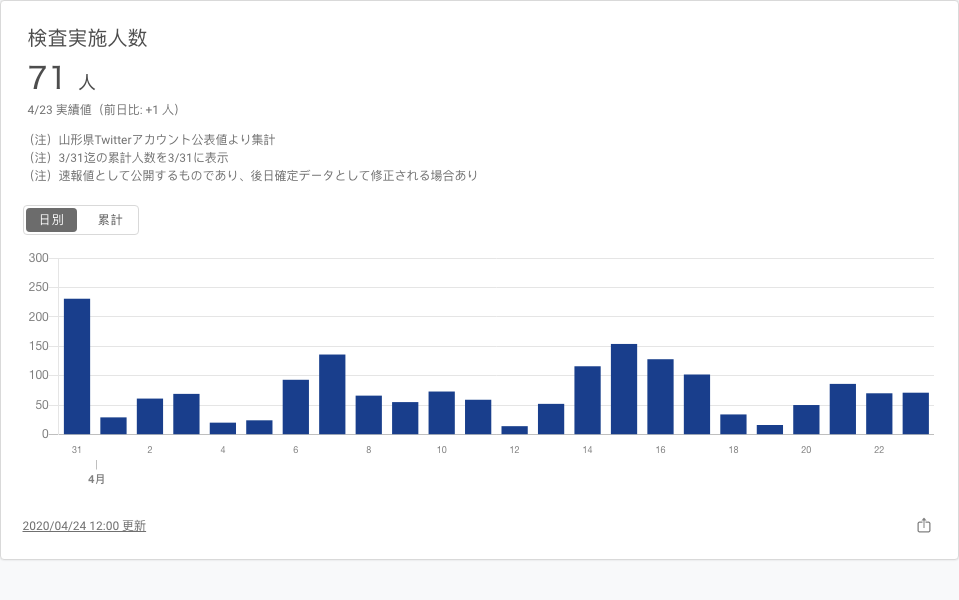 検査実施人数
71 人
4/23 実績値（前日比: +1 人）
（注）山形県Twitterアカウント公表値より集計
（注）3/31迄の累計人数を3/31に表示
（注）速報値として公開するものであり、後日確定データとして修正される場合あり
日別 累計
300
250
200
150
100
50
0
31 2 4 6 8 10 12 14 16 18 20 22
4月
2020/04/24 12:00 更新